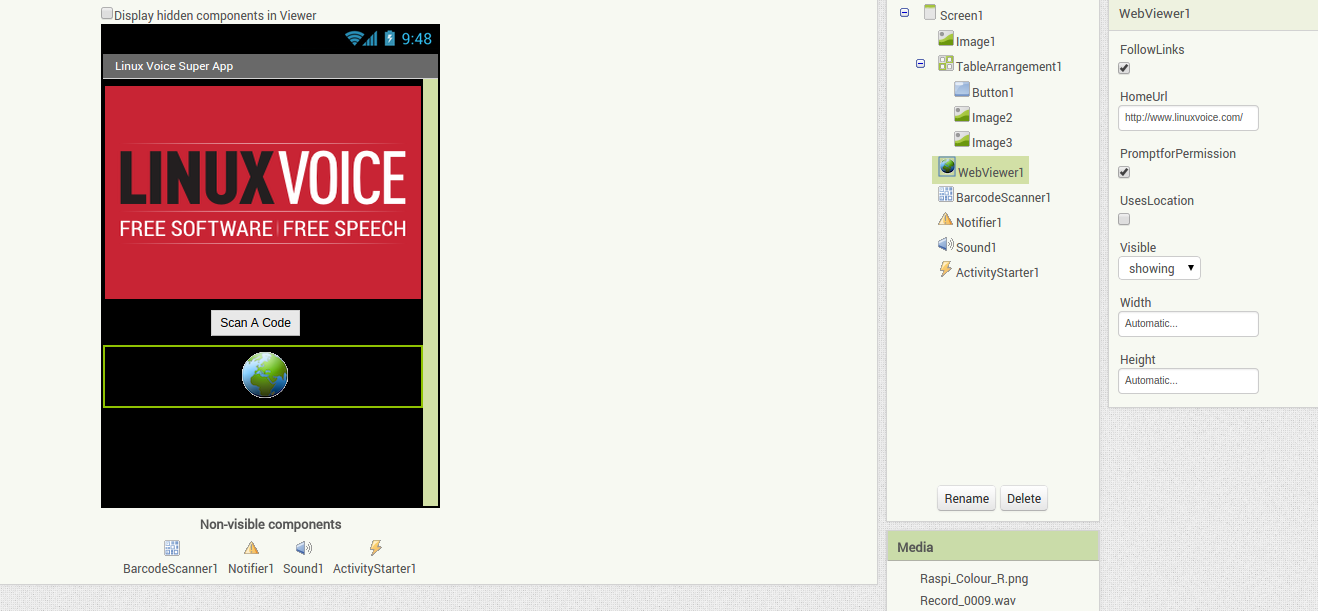 Display hidden components in Viewer
9:48
Linux Voice Super App
LINUXVOICE
FREE SOFTWARE | FREE SPEECH
Scan A Code
Non-visible components
BarcodeScanner1 Notifier1 Sound1 ActivityStarter1
Screen1
Image1
TableArrangement1
Button1
Image2
Image3
WebViewer1
BarcodeScanner1
Notifier1
Sound1
ActivityStarter1
Rename Delete
Media
Raspi_Colour_R.png
Record_0009.wav
WebViewer1
FollowLinks
HomeUrl
http://www.linuxvoice.com/
PromptforPermission
UsesLocation
Visible
showing
Width
Automatic...
Height
Automatic...